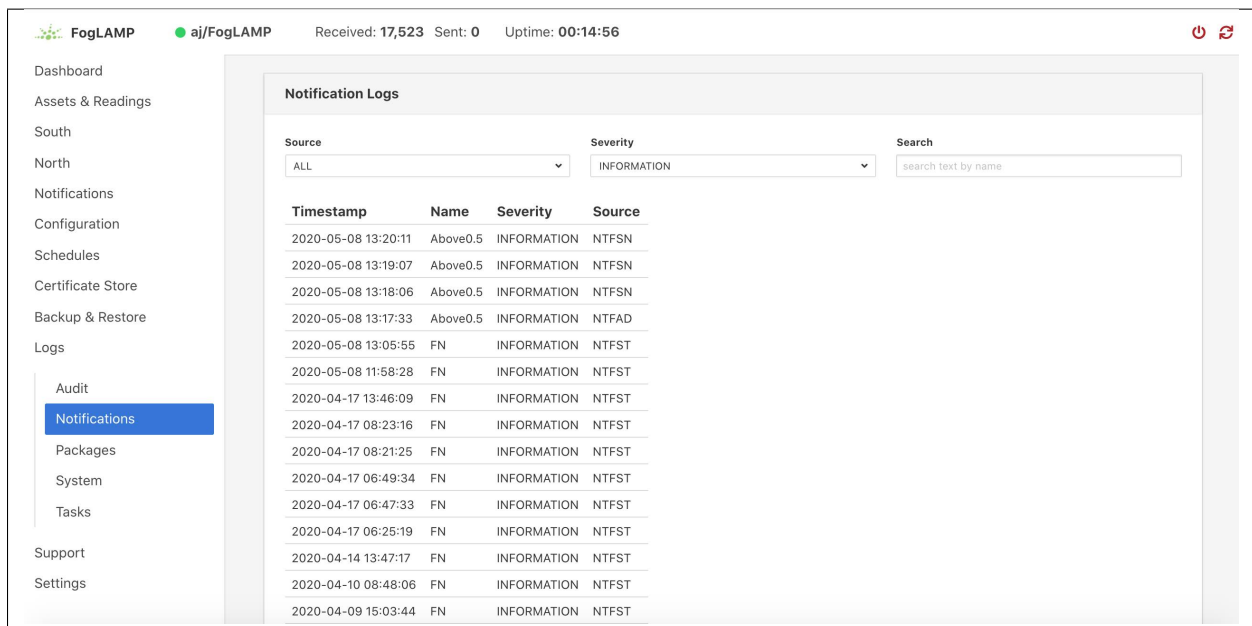 FogLAMP aj/FogLAMP Received: 17,523 Sent: 0 Uptime: 00:14:56
Dashboard
Assets & Readings
South
North
Notifications
Configuration
Schedules
Certificate Store
Backup & Restore
Logs
Audit
Notifications
Packages
System
Tasks
Support
Settings
Notification Logs
Source Severity Search
ALL INFORMATION search text by name
Timestamp Name Severity Source
2020-05-08 13:20:11 Above0.5 INFORMATION NTFSN
2020-05-08 13:19:07 Above0.5 INFORMATION NTFSN
2020-05-08 13:18:06 Above0.5 INFORMATION NTFSN
2020-05-08 13:17:33 Above0.5 INFORMATION NTFAD
2020-05-08 13:05:55 FN INFORMATION NTFST
2020-05-08 11:58:28 FN INFORMATION NTFST
2020-04-17 13:46:09 FN INFORMATION NTFST
2020-04-17 08:23:16 FN INFORMATION NTFST
2020-04-17 08:21:25 FN INFORMATION NTFST
2020-04-17 06:49:34 FN INFORMATION NTFST
2020-04-17 06:47:33 FN INFORMATION NTFST
2020-04-17 06:25:19 FN INFORMATION NTFST
2020-04-14 13:47:17 FN INFORMATION NTFST
2020-04-10 08:48:06 FN INFORMATION NTFST
2020-04-09 15:03:44 FN INFORMATION NTFST